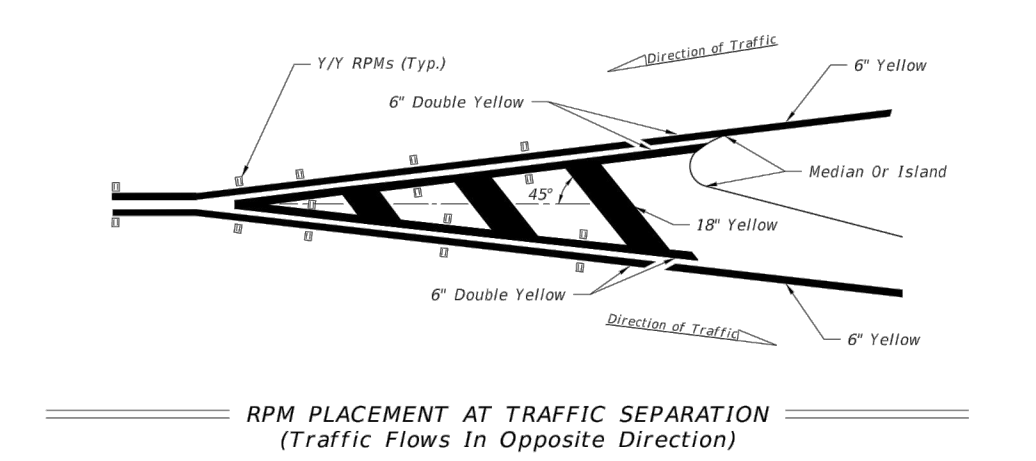 Direction of Traffic
Y/Y RPMs (Typ.)
6" Yellow
6" Double Yellow
Median Or Island
45°
18" Yellow
6" Double Yellow
Direction of Traffic
6" Yellow
RPM PLACEMENT AT TRAFFIC SEPARATION
(Traffic Flows In Opposite Direction)